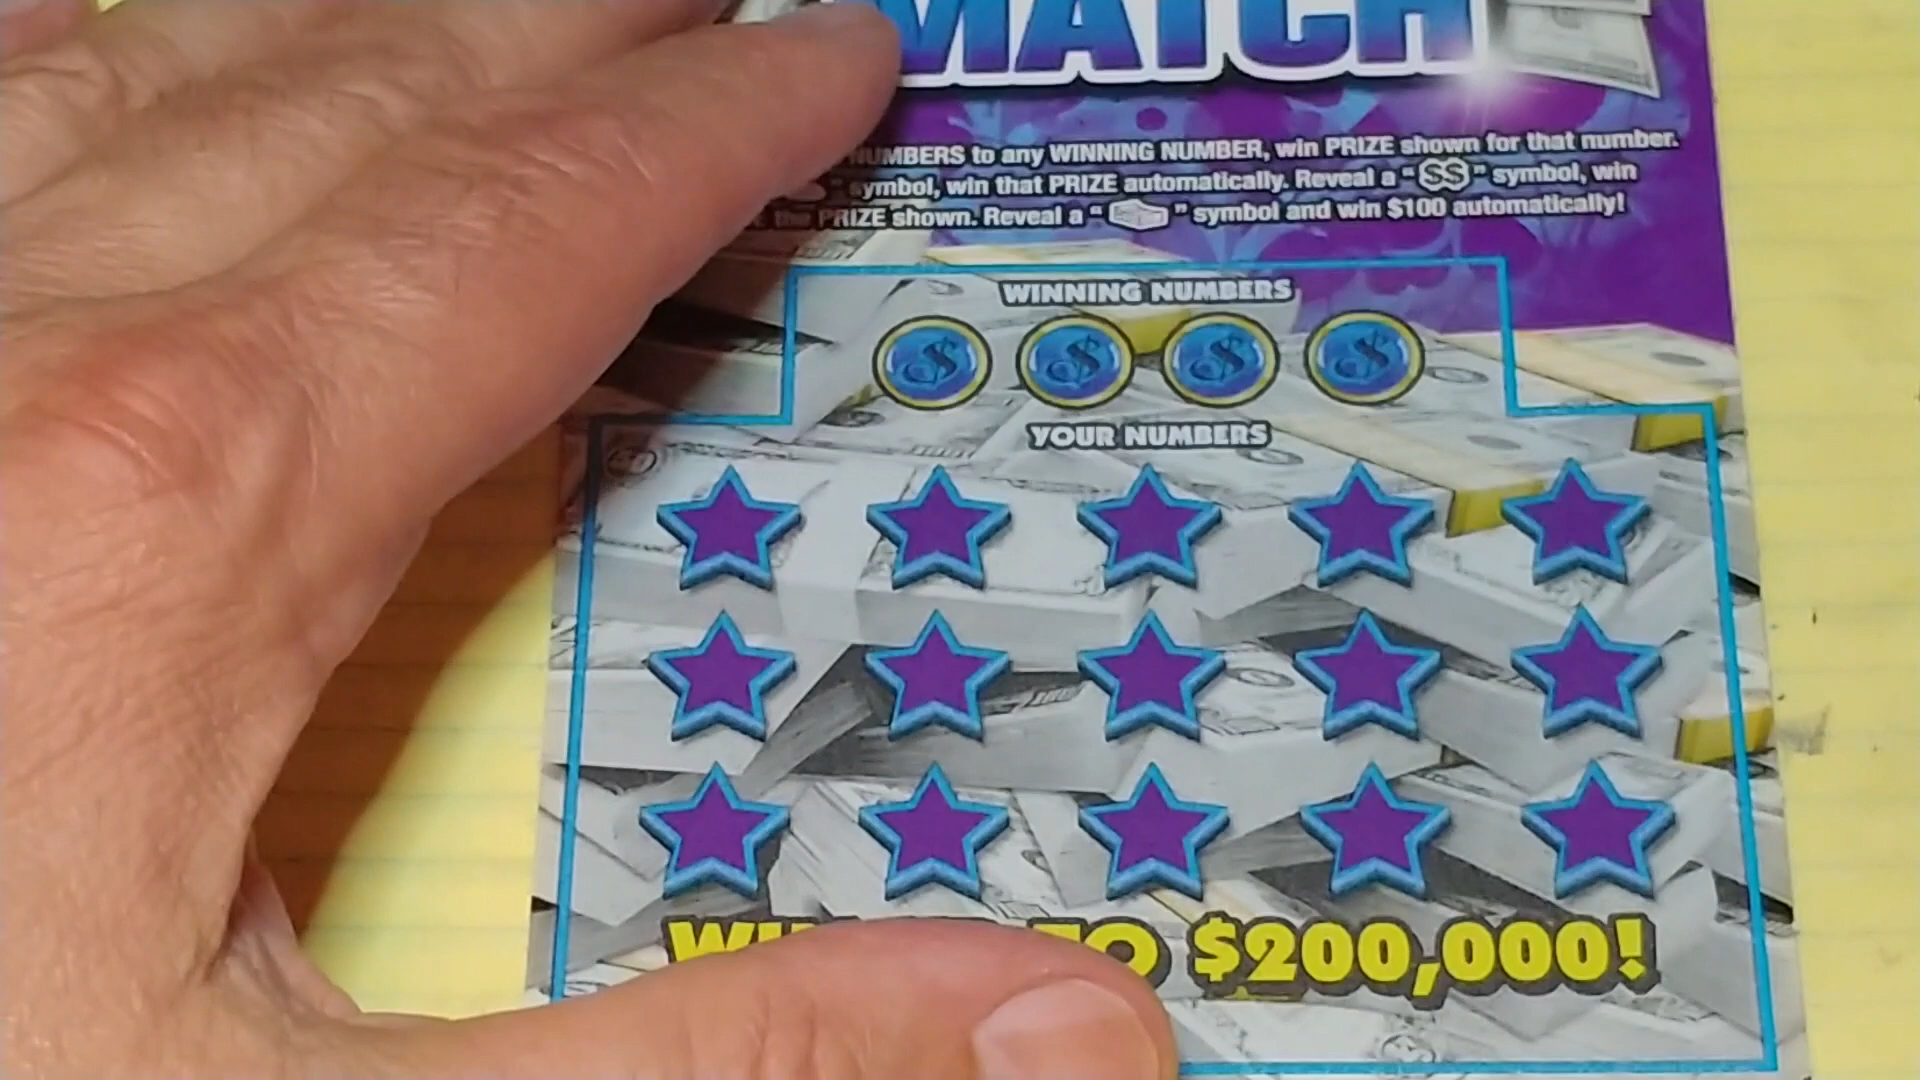 MATCH
NUMBERS to any WINNING NUMBER, win PRIZE shown for that number.
" symbol, win that PRIZE automatically. Reveal a " $$ " symbol, win
the PRIZE shown. Reveal a " " symbol and win $100 automatically!
WINNING NUMBERS
$ $ $ $
YOUR NUMBERS
TO $200,000!